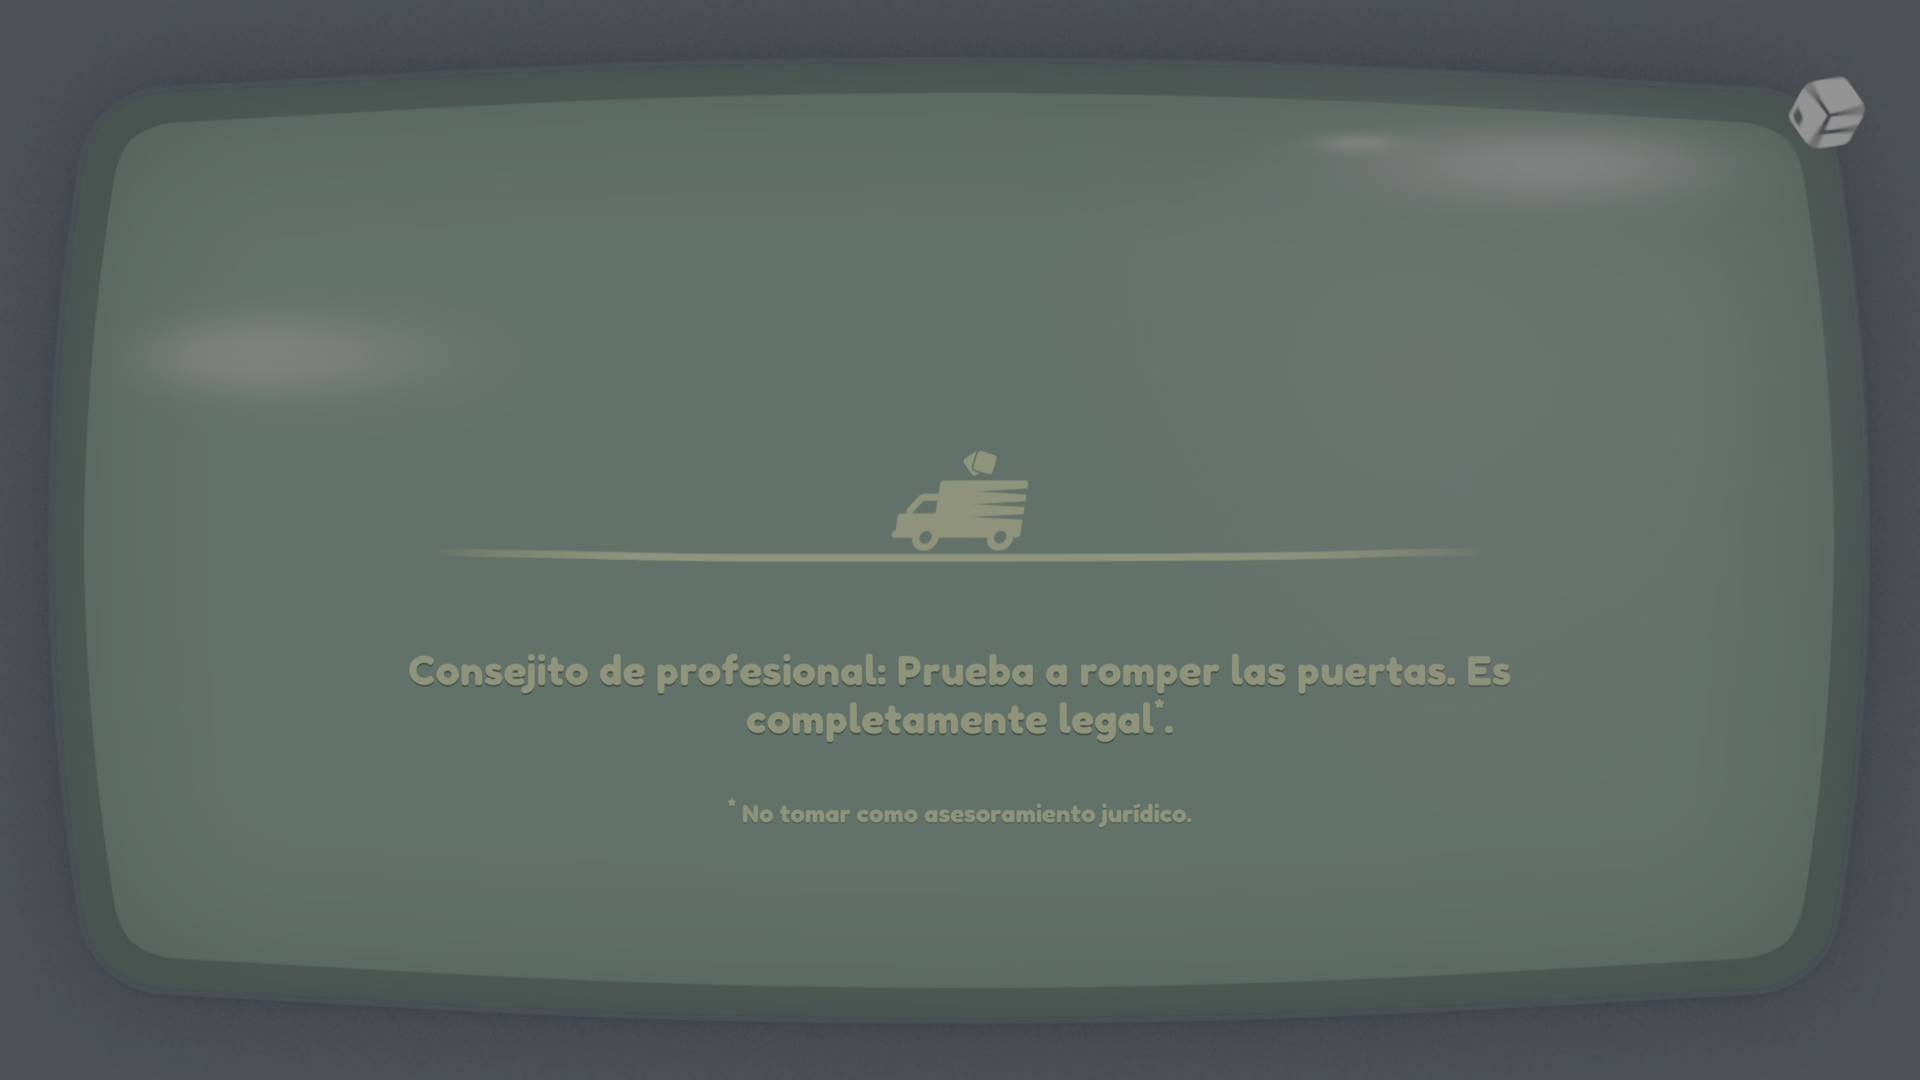 Consejito de profesional: Prueba a romper las puertas. Es
completamente legal*.
* No tomar como asesoramiento jurídico.